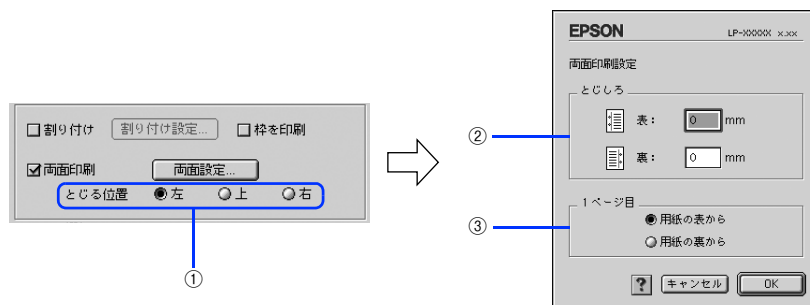 割り付け 割り付け設定... 枠を印刷
両面印刷 両面設定...
とじる位置 左 上 右
①
EPSON LP-XXXXX x.xx
両面印刷設定
とじしろ
② 表： 0 mm
裏： 0 mm
1ページ目
③ 用紙の表から
用紙の裏から
? キャンセル OK